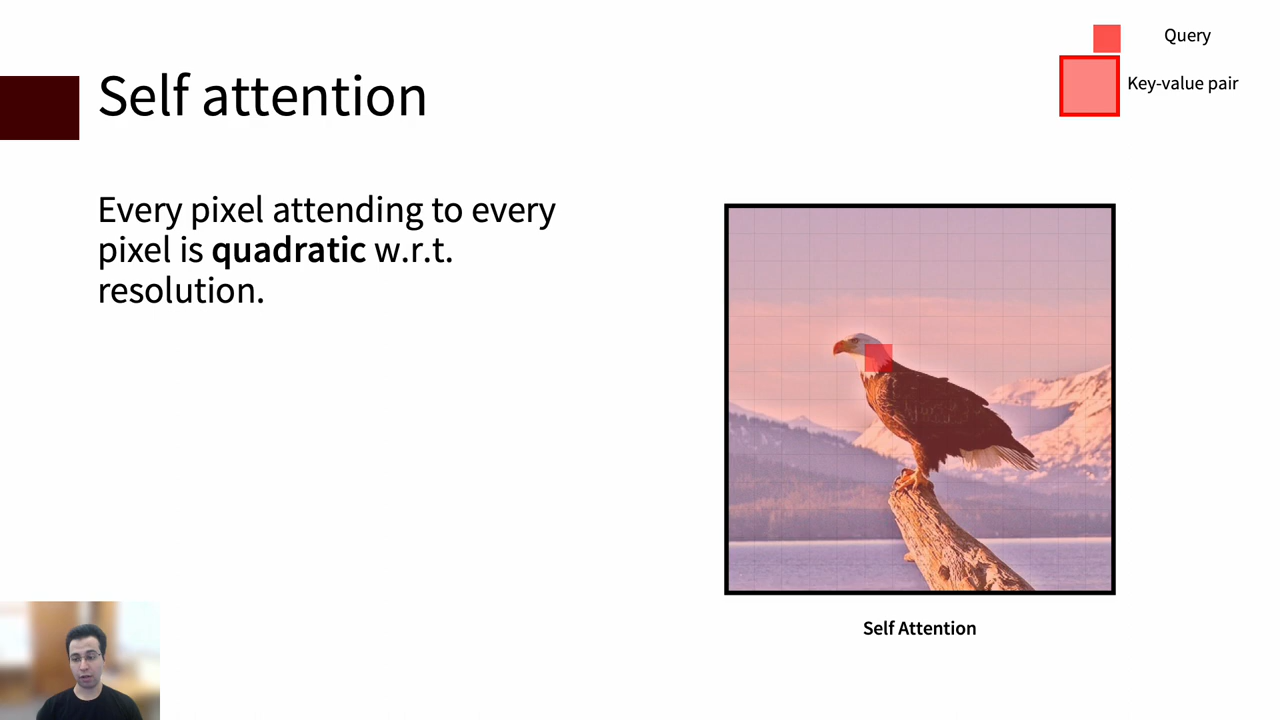 Query
Key-value pair
Self attention
Every pixel attending to every
pixel is quadratic w.r.t.
resolution.
Self Attention